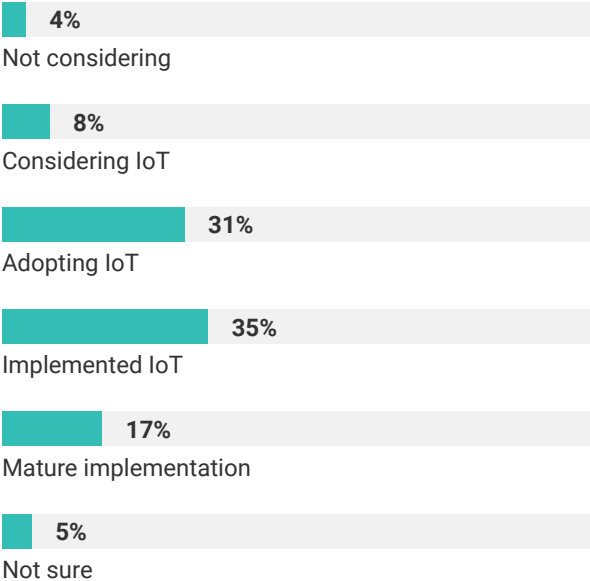 4%
Not considering
8%
Considering IoT
31%
Adopting IoT
35%
Implemented IoT
17%
Mature implementation
5%
Not sure